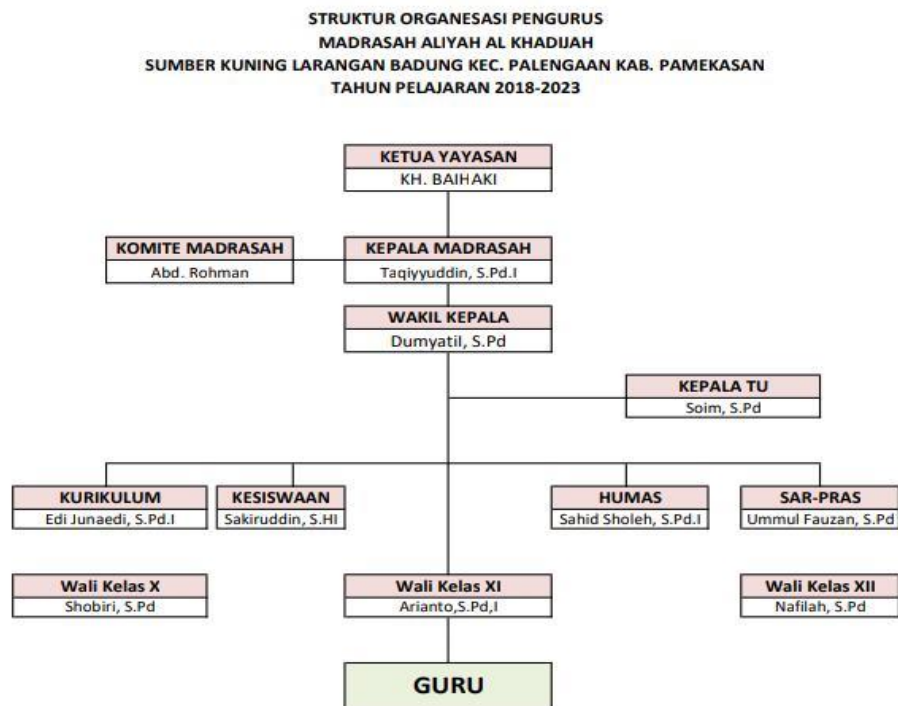 STRUKTUR ORGANESASI PENGURUS
MADRASAH ALIYAH AL KHADIJAH
SUMBER KUNING LARANGAN BADUNG KEC. PALENGAAN KAB. PAMEKASAN
TAHUN PELAJARAN 2018-2023
KETUA YAYASAN
KH. BAIHAKI
KOMITE MADRASAH
Abd. Rohman
KEPALA MADRASAH
Taqiyyuddin, S.Pd.I
WAKIL KEPALA
Dumyatil, S.Pd
KEPALA TU
Soim, S.Pd
KURIKULUM
Edi Junaedi, S.Pd.I
KESISWAAN
Sakiruddin, S.HI
HUMAS
Sahid Sholeh, S.Pd.I
SAR-PRAS
Ummul Fauzan, S.Pd
Wali Kelas X
Shobiri, S.Pd
Wali Kelas XI
Arianto,S.Pd,I
Wali Kelas XII
Nafilah, S.Pd
GURU